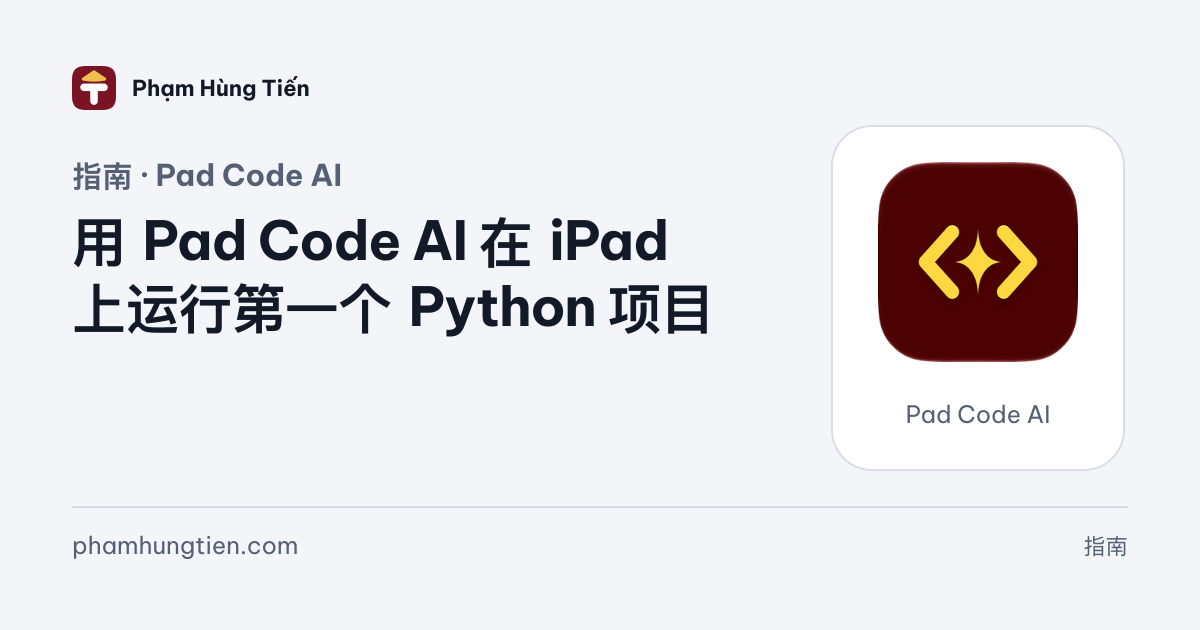 Phạm Hùng Tiến
指南 · Pad Code AI
用 Pad Code AI 在 iPad
上运行第一个 Python 项目
Pad Code AI
phamhungtien.com
指南